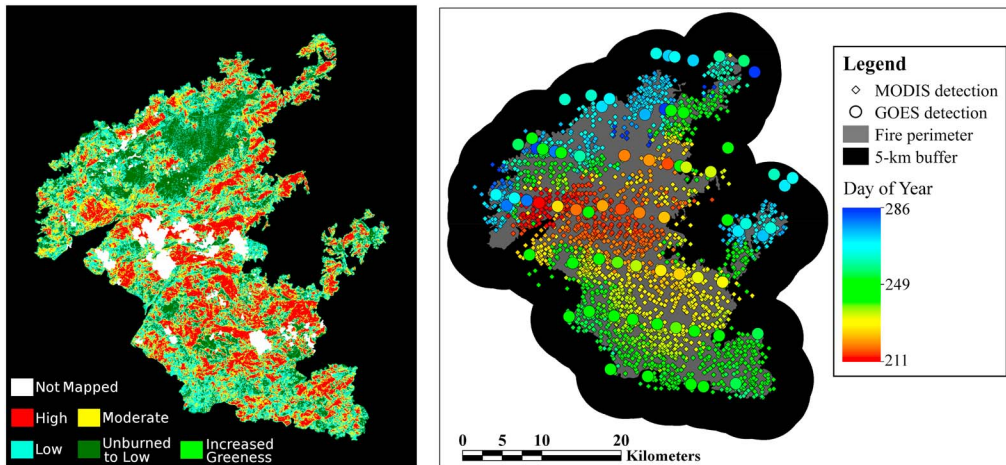 Not Mapped
High
Moderate
Low
Unburned
to Low
Increased
Greenness
Legend
MODIS detection
GOES detection
Fire perimeter
5-km buffer
Day of Year
286
249
211
0 5 10 20
Kilometers